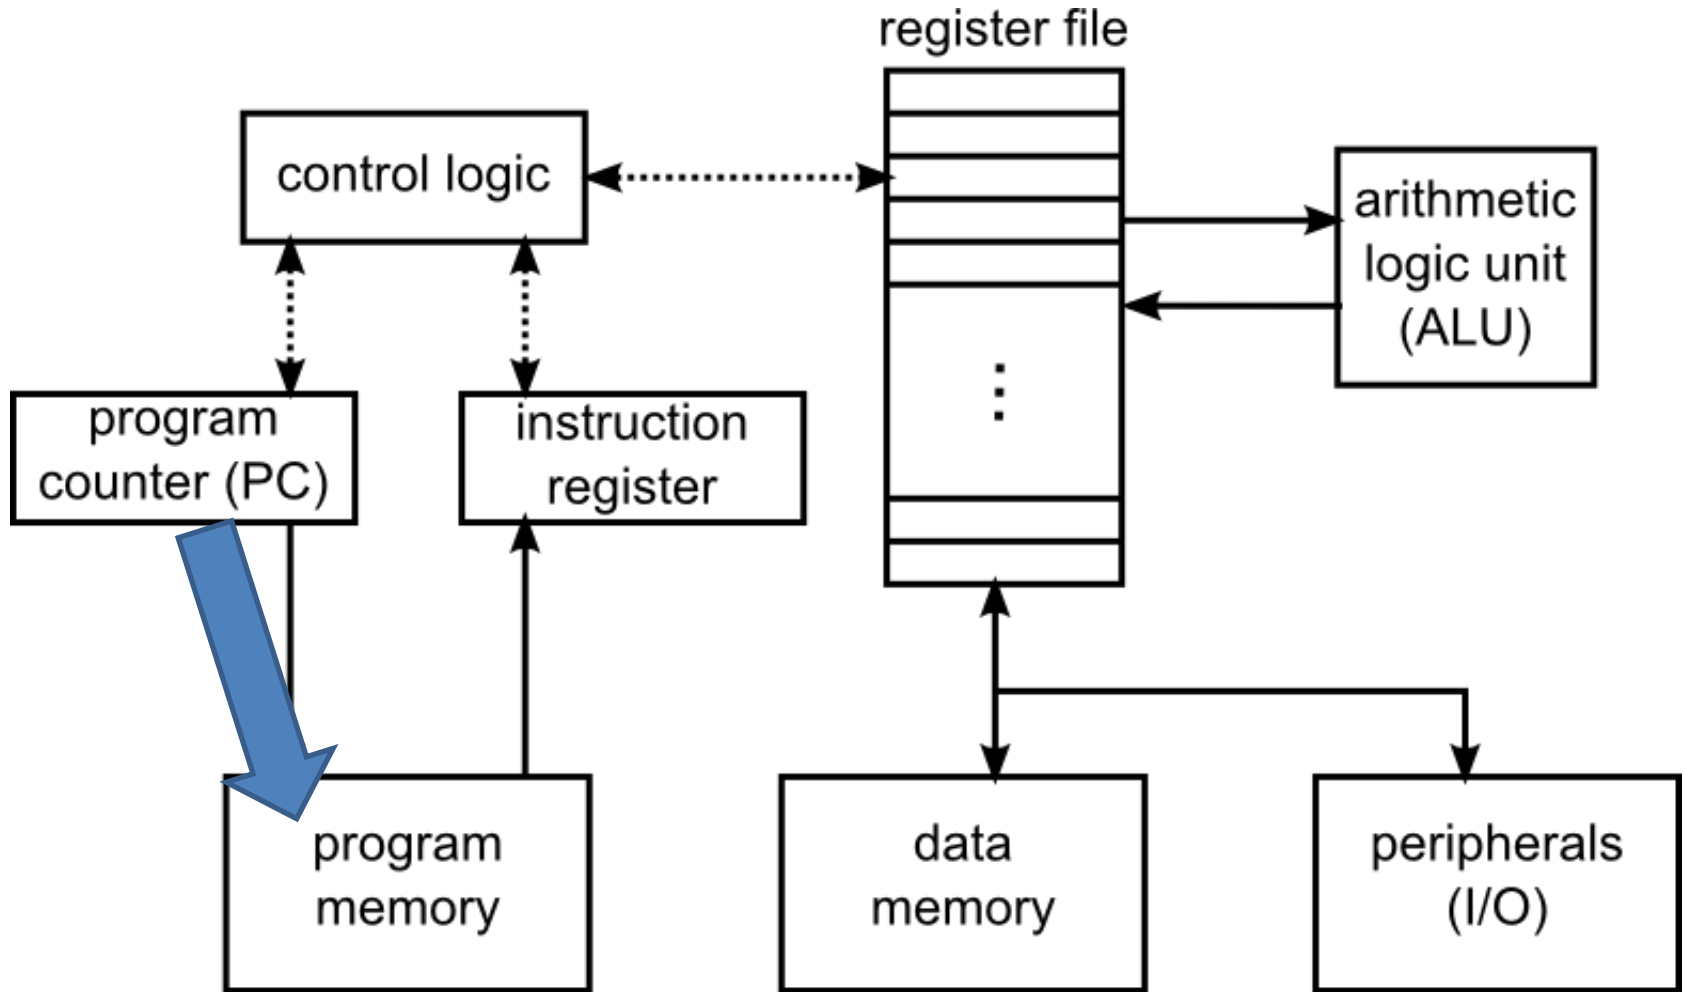 register file
control logic
arithmetic
logic unit
(ALU)
program
counter (PC)
instruction
register
program
memory
data
memory
peripherals
(I/O)